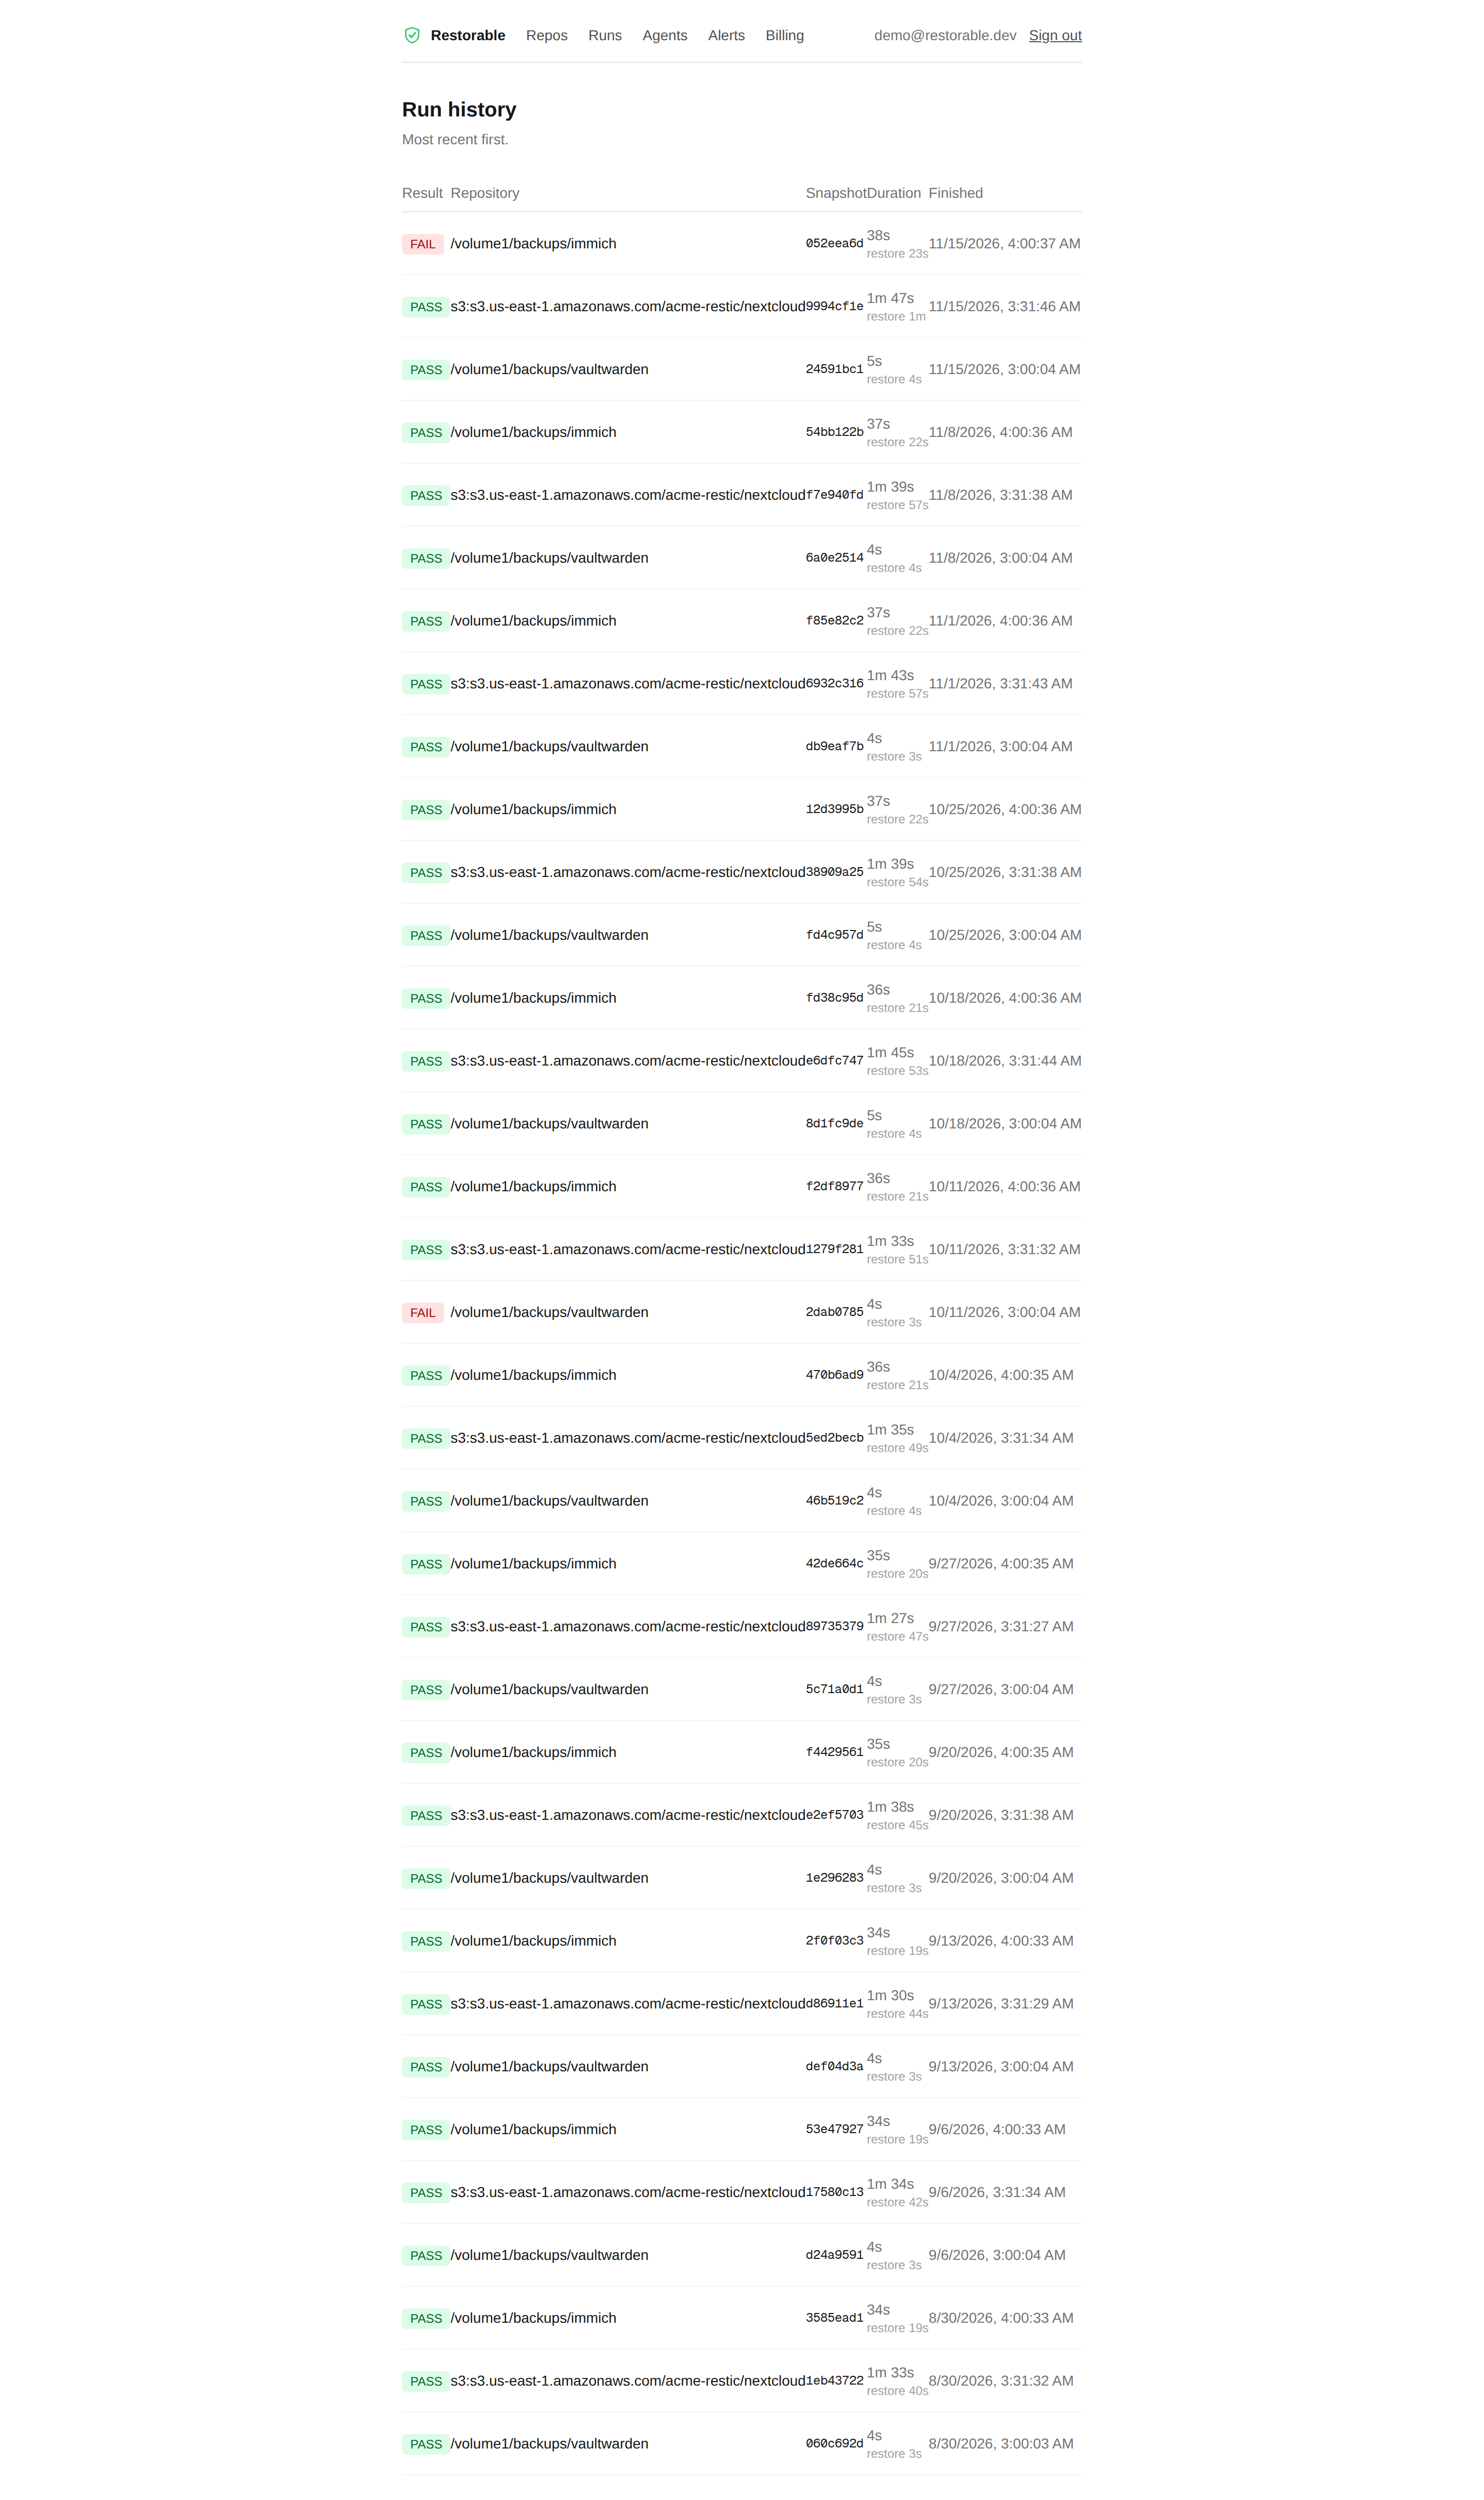 Restorable Repos Runs Agents Alerts Billing demo@restorable.dev Sign out
Run history
Most recent first.
Result Repository Snapshot Duration Finished
FAIL /volume1/backups/immich 052eea6d 38s restore 23s 11/15/2026, 4:00:37 AM
PASS s3:s3.us-east-1.amazonaws.com/acme-restic/nextcloud 9994cf1e 1m 47s restore 1m 11/15/2026, 3:31:46 AM
PASS /volume1/backups/vaultwarden 24591bc1 5s restore 4s 11/15/2026, 3:00:04 AM
PASS /volume1/backups/immich 54bb122b 37s restore 22s 11/8/2026, 4:00:36 AM
PASS s3:s3.us-east-1.amazonaws.com/acme-restic/nextcloud f7e940fd 1m 39s restore 57s 11/8/2026, 3:31:38 AM
PASS /volume1/backups/vaultwarden 6a0e2514 4s restore 4s 11/8/2026, 3:00:04 AM
PASS /volume1/backups/immich f85e82c2 37s restore 22s 11/1/2026, 4:00:36 AM
PASS s3:s3.us-east-1.amazonaws.com/acme-restic/nextcloud 6932c316 1m 43s restore 57s 11/1/2026, 3:31:43 AM
PASS /volume1/backups/vaultwarden db9eaf7b 4s restore 3s 11/1/2026, 3:00:04 AM
PASS /volume1/backups/immich 12d3995b 37s restore 22s 10/25/2026, 4:00:36 AM
PASS s3:s3.us-east-1.amazonaws.com/acme-restic/nextcloud 38909a25 1m 39s restore 54s 10/25/2026, 3:31:38 AM
PASS /volume1/backups/vaultwarden fd4c957d 5s restore 4s 10/25/2026, 3:00:04 AM
PASS /volume1/backups/immich fd38c95d 36s restore 21s 10/18/2026, 4:00:36 AM
PASS s3:s3.us-east-1.amazonaws.com/acme-restic/nextcloud e6dfc747 1m 45s restore 53s 10/18/2026, 3:31:44 AM
PASS /volume1/backups/vaultwarden 8d1fc9de 5s restore 4s 10/18/2026, 3:00:04 AM
PASS /volume1/backups/immich f2df8977 36s restore 21s 10/11/2026, 4:00:36 AM
PASS s3:s3.us-east-1.amazonaws.com/acme-restic/nextcloud 1279f281 1m 33s restore 51s 10/11/2026, 3:31:32 AM
FAIL /volume1/backups/vaultwarden 2dab0785 4s restore 3s 10/11/2026, 3:00:04 AM
PASS /volume1/backups/immich 470b6ad9 36s restore 21s 10/4/2026, 4:00:35 AM
PASS s3:s3.us-east-1.amazonaws.com/acme-restic/nextcloud 5ed2becb 1m 35s restore 49s 10/4/2026, 3:31:34 AM
PASS /volume1/backups/vaultwarden 46b519c2 4s restore 4s 10/4/2026, 3:00:04 AM
PASS /volume1/backups/immich 42de664c 35s restore 20s 9/27/2026, 4:00:35 AM
PASS s3:s3.us-east-1.amazonaws.com/acme-restic/nextcloud 89735379 1m 27s restore 47s 9/27/2026, 3:31:27 AM
PASS /volume1/backups/vaultwarden 5c71a0d1 4s restore 3s 9/27/2026, 3:00:04 AM
PASS /volume1/backups/immich f4429561 35s restore 20s 9/20/2026, 4:00:35 AM
PASS s3:s3.us-east-1.amazonaws.com/acme-restic/nextcloud e2ef5703 1m 38s restore 45s 9/20/2026, 3:31:38 AM
PASS /volume1/backups/vaultwarden 1e296283 4s restore 3s 9/20/2026, 3:00:04 AM
PASS /volume1/backups/immich 2f0f03c3 34s restore 19s 9/13/2026, 4:00:33 AM
PASS s3:s3.us-east-1.amazonaws.com/acme-restic/nextcloud d86911e1 1m 30s restore 44s 9/13/2026, 3:31:29 AM
PASS /volume1/backups/vaultwarden def04d3a 4s restore 3s 9/13/2026, 3:00:04 AM
PASS /volume1/backups/immich 53e47927 34s restore 19s 9/6/2026, 4:00:33 AM
PASS s3:s3.us-east-1.amazonaws.com/acme-restic/nextcloud 17580c13 1m 34s restore 42s 9/6/2026, 3:31:34 AM
PASS /volume1/backups/vaultwarden d24a9591 4s restore 3s 9/6/2026, 3:00:04 AM
PASS /volume1/backups/immich 3585ead1 34s restore 19s 8/30/2026, 4:00:33 AM
PASS s3:s3.us-east-1.amazonaws.com/acme-restic/nextcloud 1eb43722 1m 33s restore 40s 8/30/2026, 3:31:32 AM
PASS /volume1/backups/vaultwarden 060c692d 4s restore 3s 8/30/2026, 3:00:03 AM